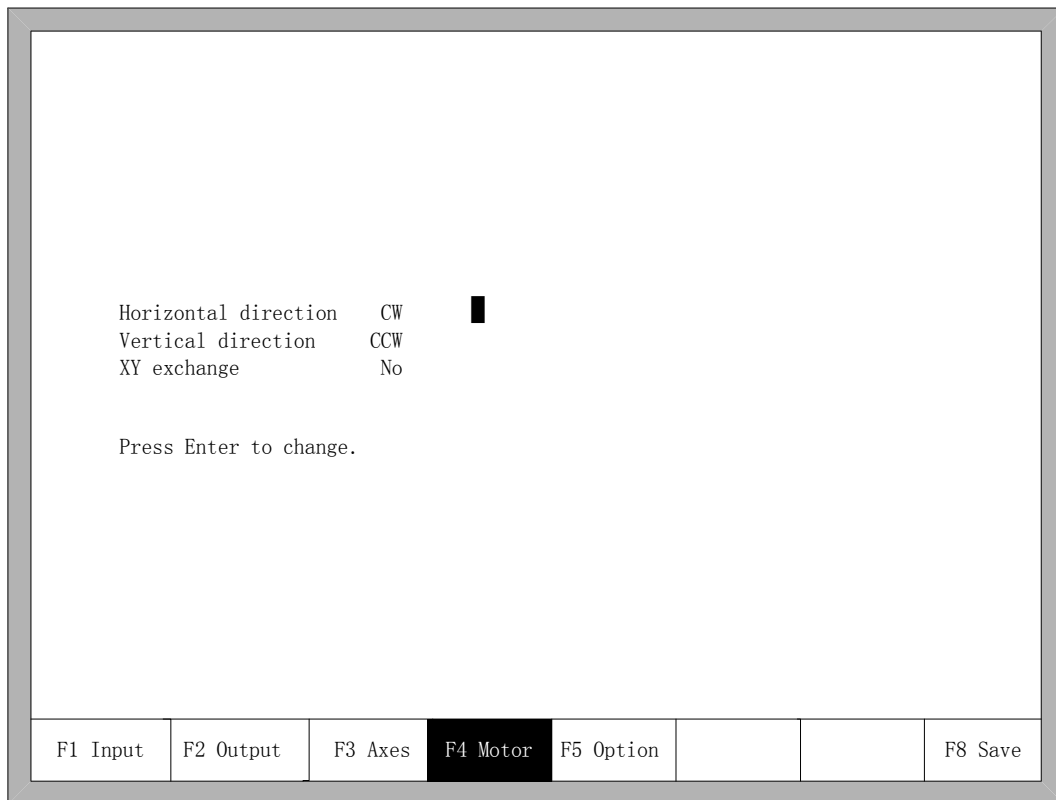 Horizontal direction CW
Vertical direction CCW
XY exchange No
Press Enter to change.
F1 Input F2 Output F3 Axes F4 Motor F5 Option F8 Save